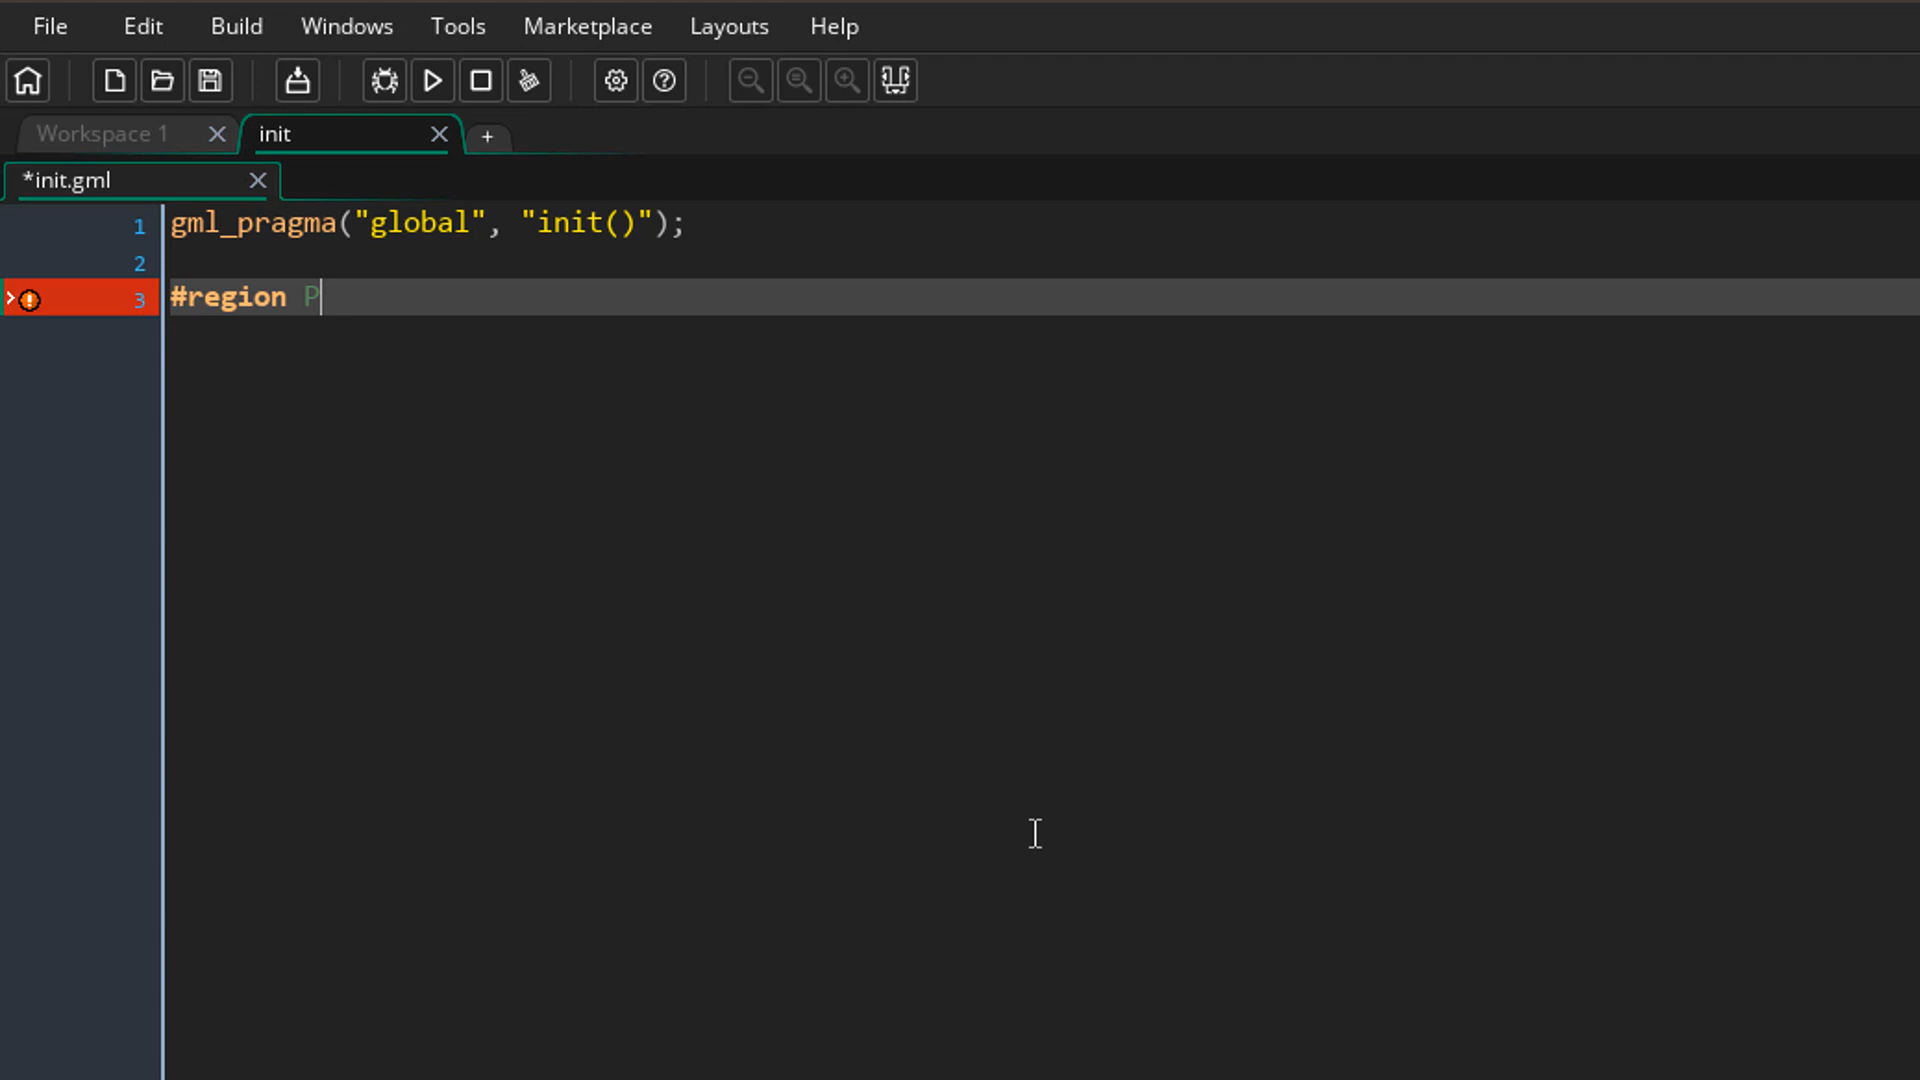 File Edit Build Windows Tools Marketplace Layouts Help
Workspace 1 init +
*init.gml
1 gml_pragma("global", "init()");
2
3 #region P